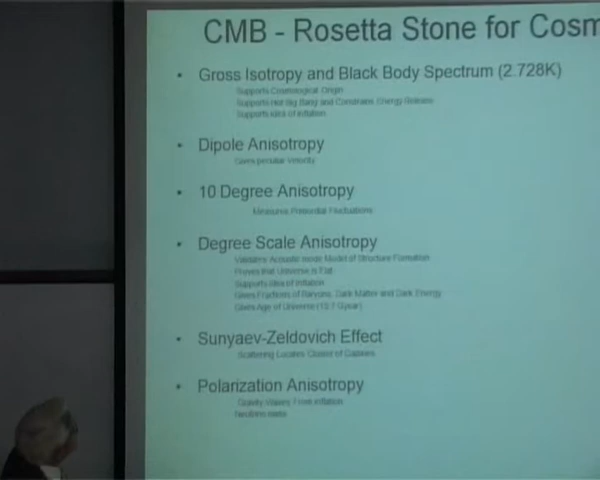 CMB - Rosetta Stone for Cosm
• Gross Isotropy and Black Body Spectrum (2.728K)
Supports Cosmological Origin
Supports Hot Big Bang and Constrains Energy Release
Supports Idea of Inflation
• Dipole Anisotropy
Gives peculiar Velocity
• 10 Degree Anisotropy
Measures Primordial Fluctuations
• Degree Scale Anisotropy
Validates Acoustic mode Model of Structure Formation
Proves that Universe is Flat
Supports Idea of Inflation
Gives Fractions of Baryons, Dark Matter and Dark Energy
Gives Age of Universe (13.7 Gyear)
• Sunyaev-Zeldovich Effect
Scattering Locates Cluster of Galaxies
• Polarization Anisotropy
Gravity Waves From Inflation
Neutrino mass